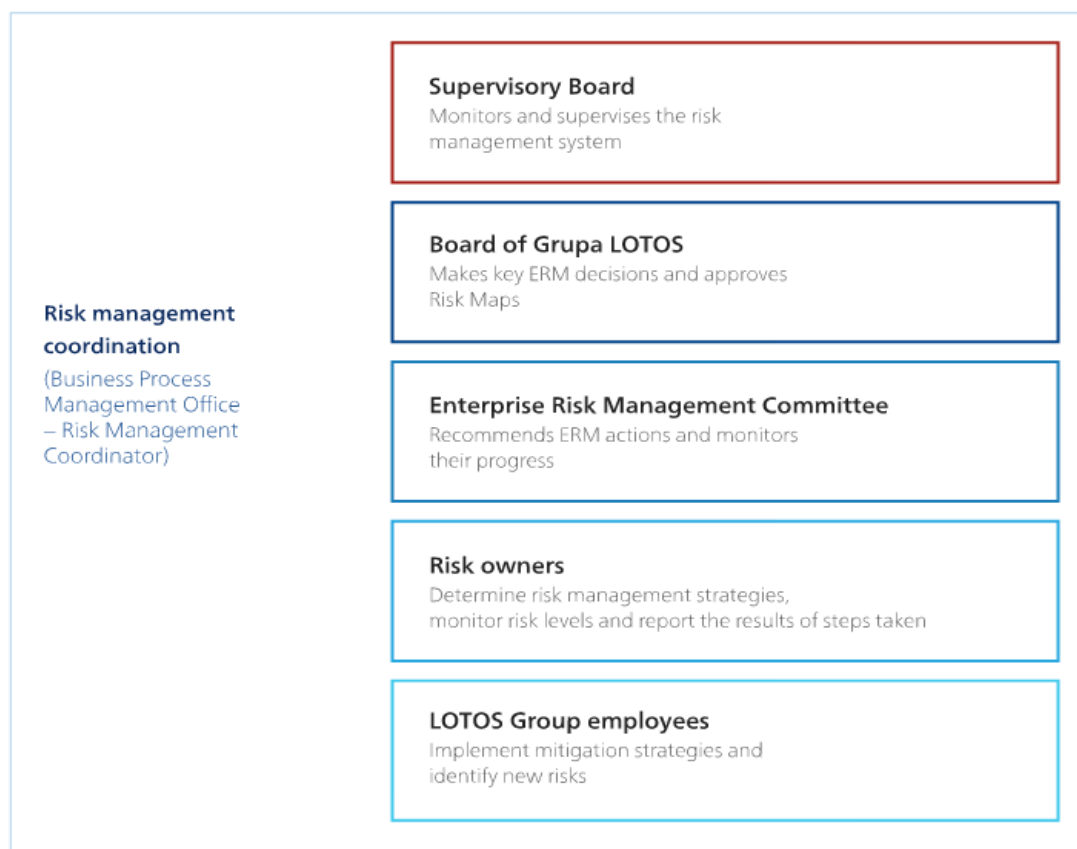 Risk management
coordination
(Business Process
Management Office
– Risk Management
Coordinator)
Supervisory Board
Monitors and supervises the risk
management system
Board of Grupa LOTOS
Makes key ERM decisions and approves
Risk Maps
Enterprise Risk Management Committee
Recommends ERM actions and monitors
their progress
Risk owners
Determine risk management strategies,
monitor risk levels and report the results of steps taken
LOTOS Group employees
Implement mitigation strategies and
identify new risks